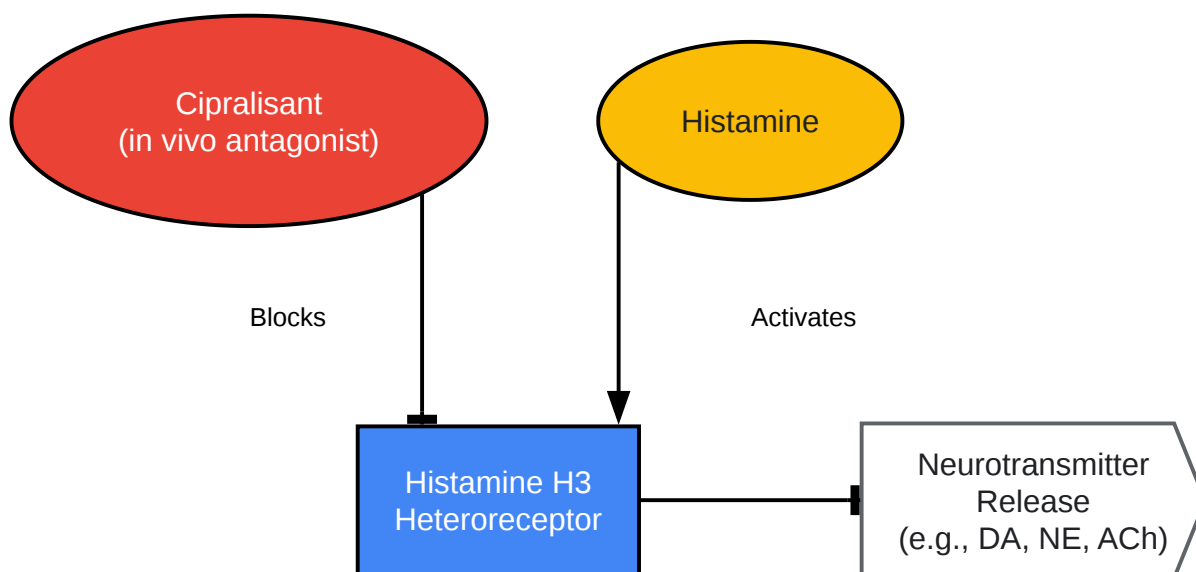 Cipralisant
(in vivo antagonist)
Histamine
Blocks
Activates
Histamine H3
Heteroreceptor
Neurotransmitter
Release
(e.g., DA, NE, ACh)